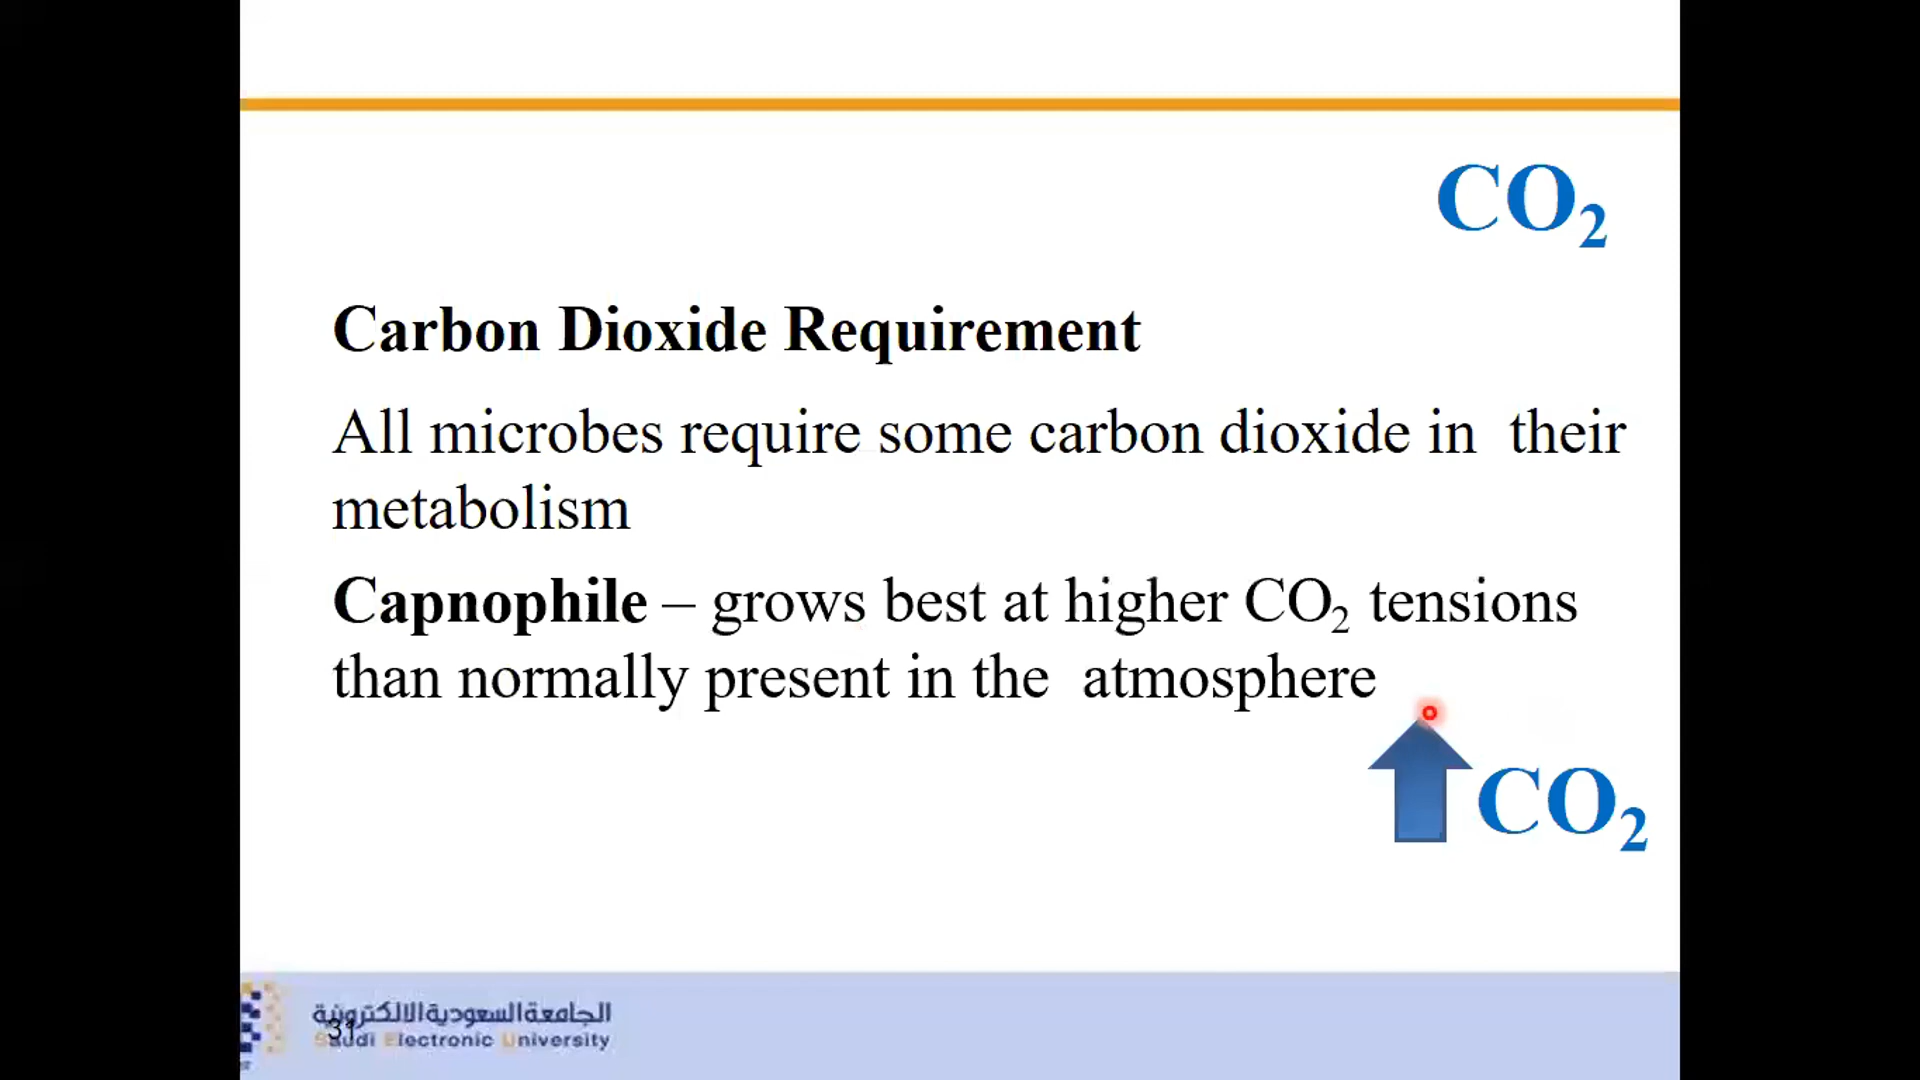 CO₂
Carbon Dioxide Requirement
All microbes require some carbon dioxide in their
metabolism
Capnophile – grows best at higher CO₂ tensions
than normally present in the atmosphere
CO₂
الجامعة السعودية الالكترونية
31
Saudi Electronic University